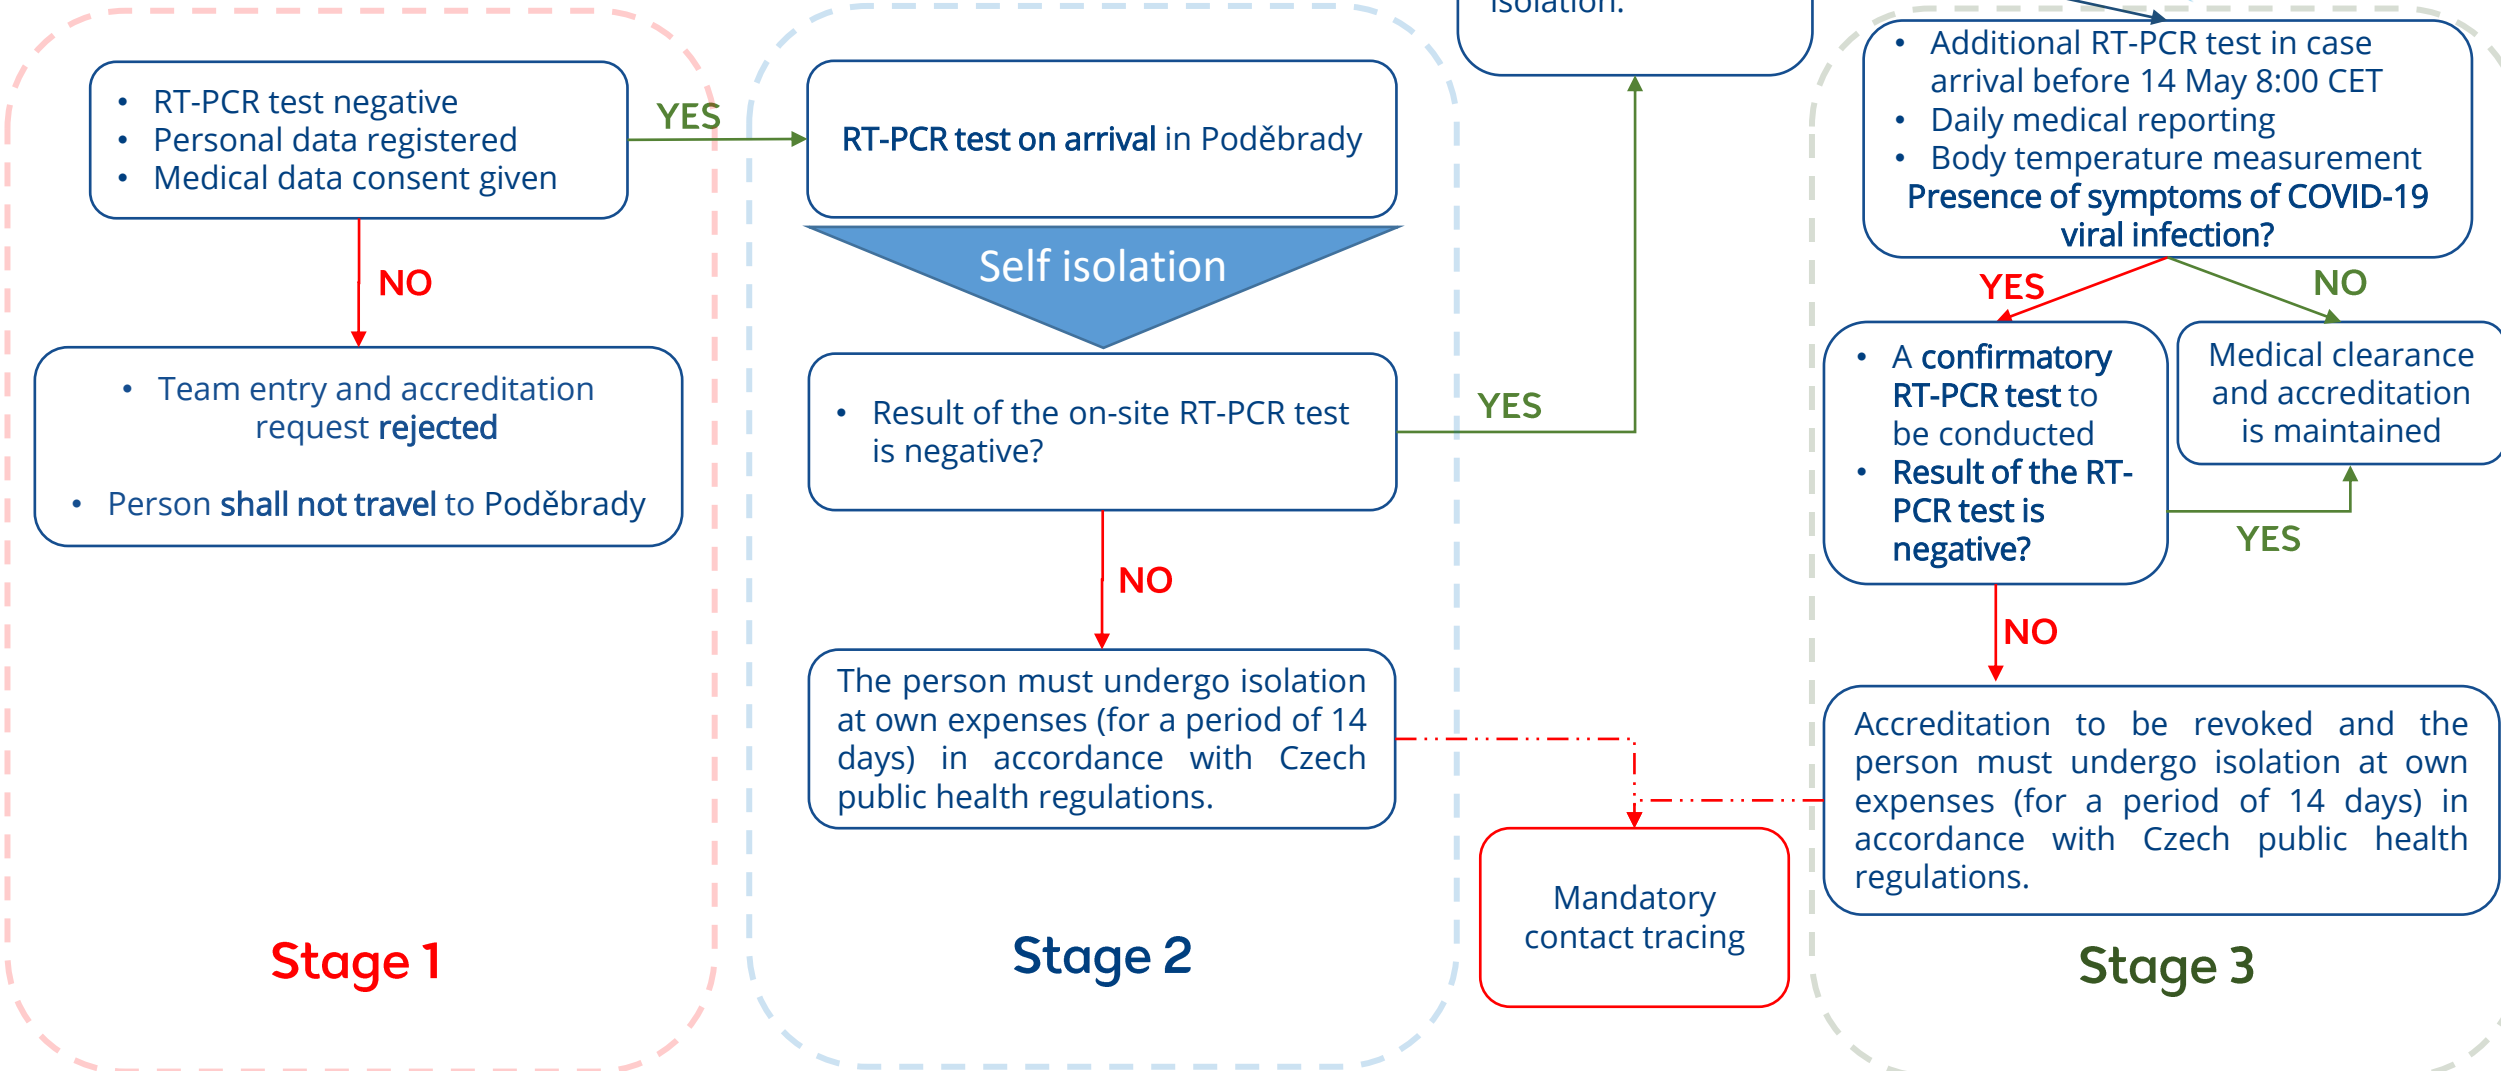 • RT-PCR test negative
• Personal data registered
• Medical data consent given
YES
NO
• Team entry and accreditation
request rejected
• Person shall not travel to Poděbrady
Stage 1
RT-PCR test on arrival in Poděbrady
Self isolation
• Result of the on-site RT-PCR test
is negative?
YES
NO
The person must undergo isolation
at own expenses (for a period of 14
days) in accordance with Czech
public health regulations.
Stage 2
isolation.
Mandatory
contact tracing
• Additional RT-PCR test in case
arrival before 14 May 8:00 CET
• Daily medical reporting
• Body temperature measurement
Presence of symptoms of COVID-19
viral infection?
YES
NO
• A confirmatory
RT-PCR test to
be conducted
• Result of the RT-
PCR test is
negative?
Medical clearance
and accreditation
is maintained
YES
NO
Accreditation to be revoked and the
person must undergo isolation at own
expenses (for a period of 14 days) in
accordance with Czech public health
regulations.
Stage 3